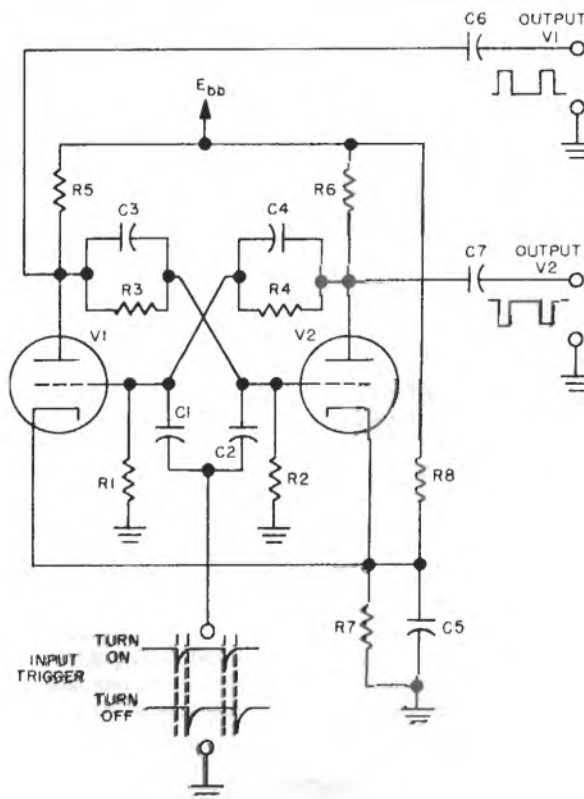 C6
OUTPUT
V1
E_bb
R5
R6
C3
C4
C7
OUTPUT
V2
R3
R4
V1
V2
C1
C2
R1
R2
R8
R7
C5
INPUT
TRIGGER
TURN
ON
TURN
OFF